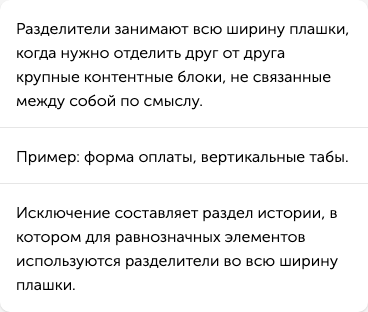 Разделители занимают всю ширину плашки,
когда нужно отделить друг от друга
крупные контентные блоки, не связанные
между собой по смыслу.
Пример: форма оплаты, вертикальные табы.
Исключение составляет раздел истории, в
котором для равнозначных элементов
используются разделители во всю ширину
плашки.